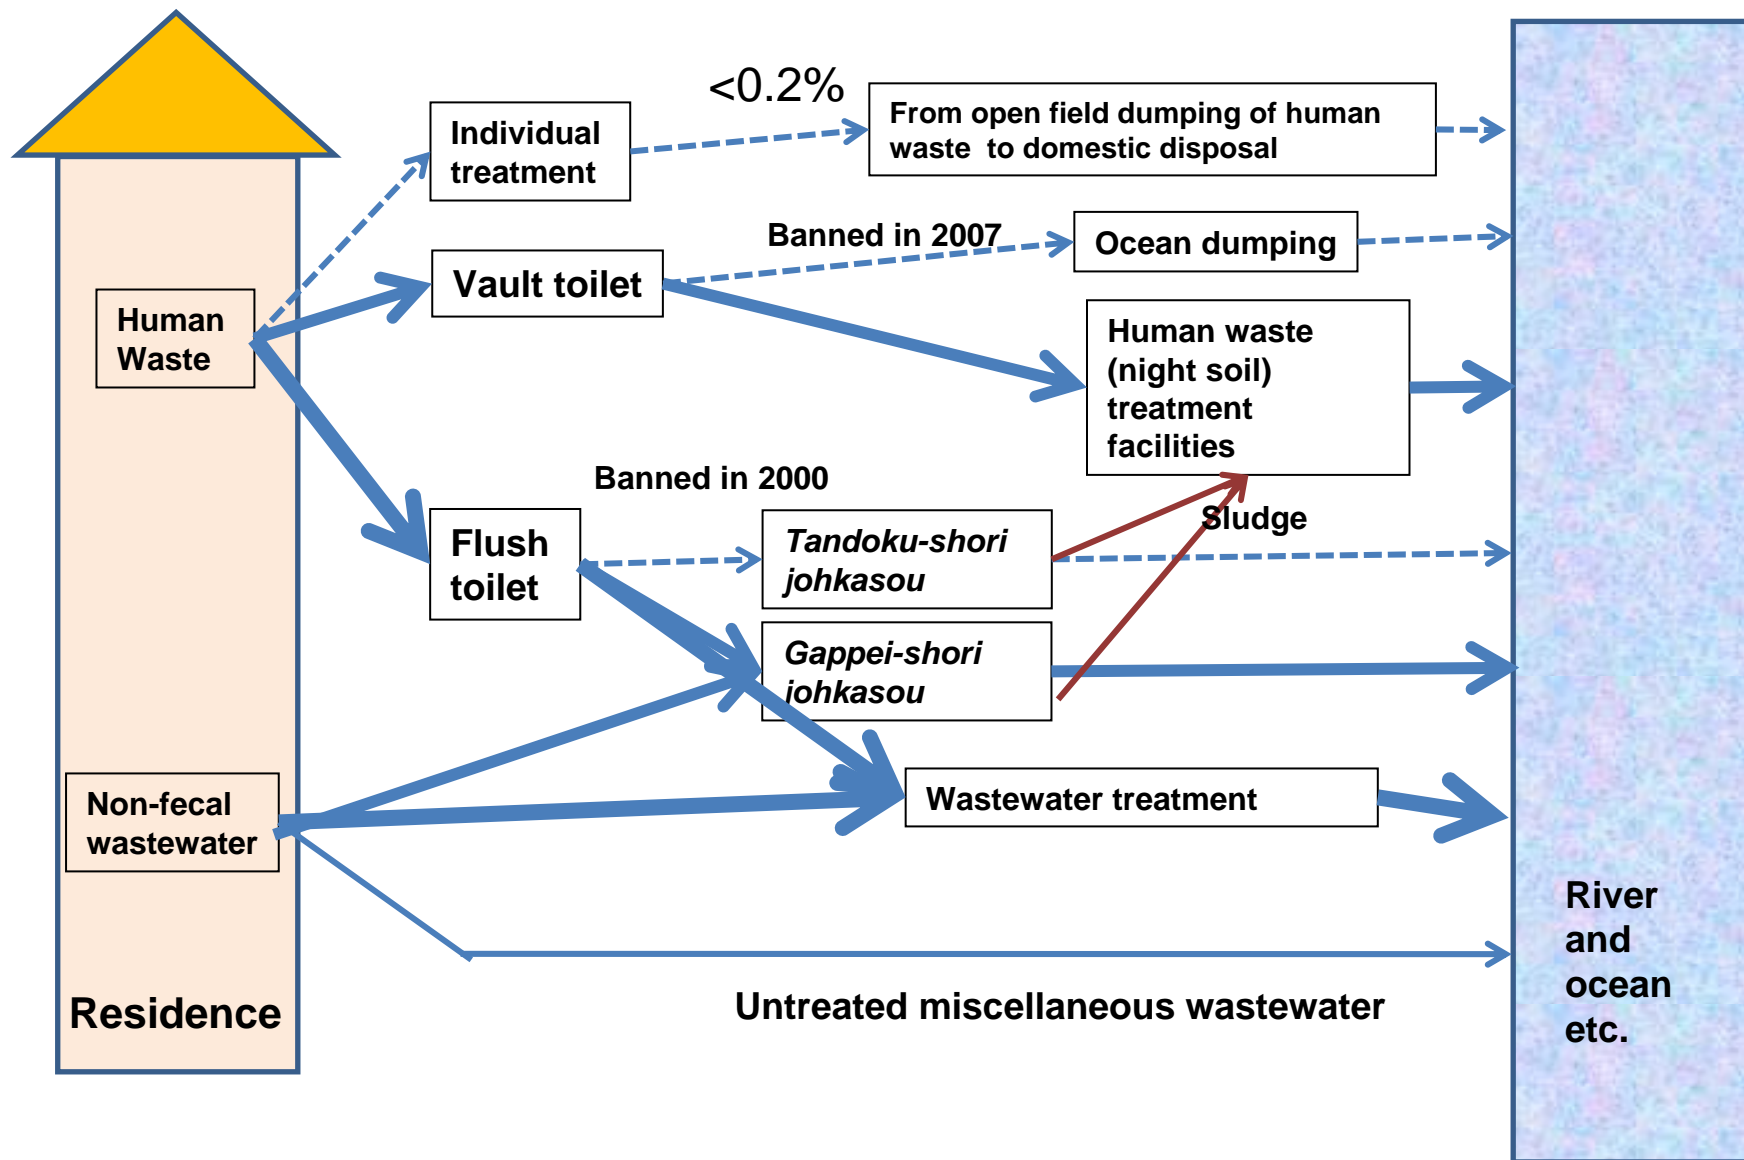 <0.2%
Individual
treatment
From open field dumping of human
waste to domestic disposal
Banned in 2007
Ocean dumping
Vault toilet
Human
Waste
Human waste
(night soil)
treatment
facilities
Banned in 2000
Sludge
Flush
toilet
Tandoku-shori
johkasou
Gappei-shori
johkasou
Non-fecal
wastewater
Wastewater treatment
Residence
Untreated miscellaneous wastewater
River
and
ocean
etc.